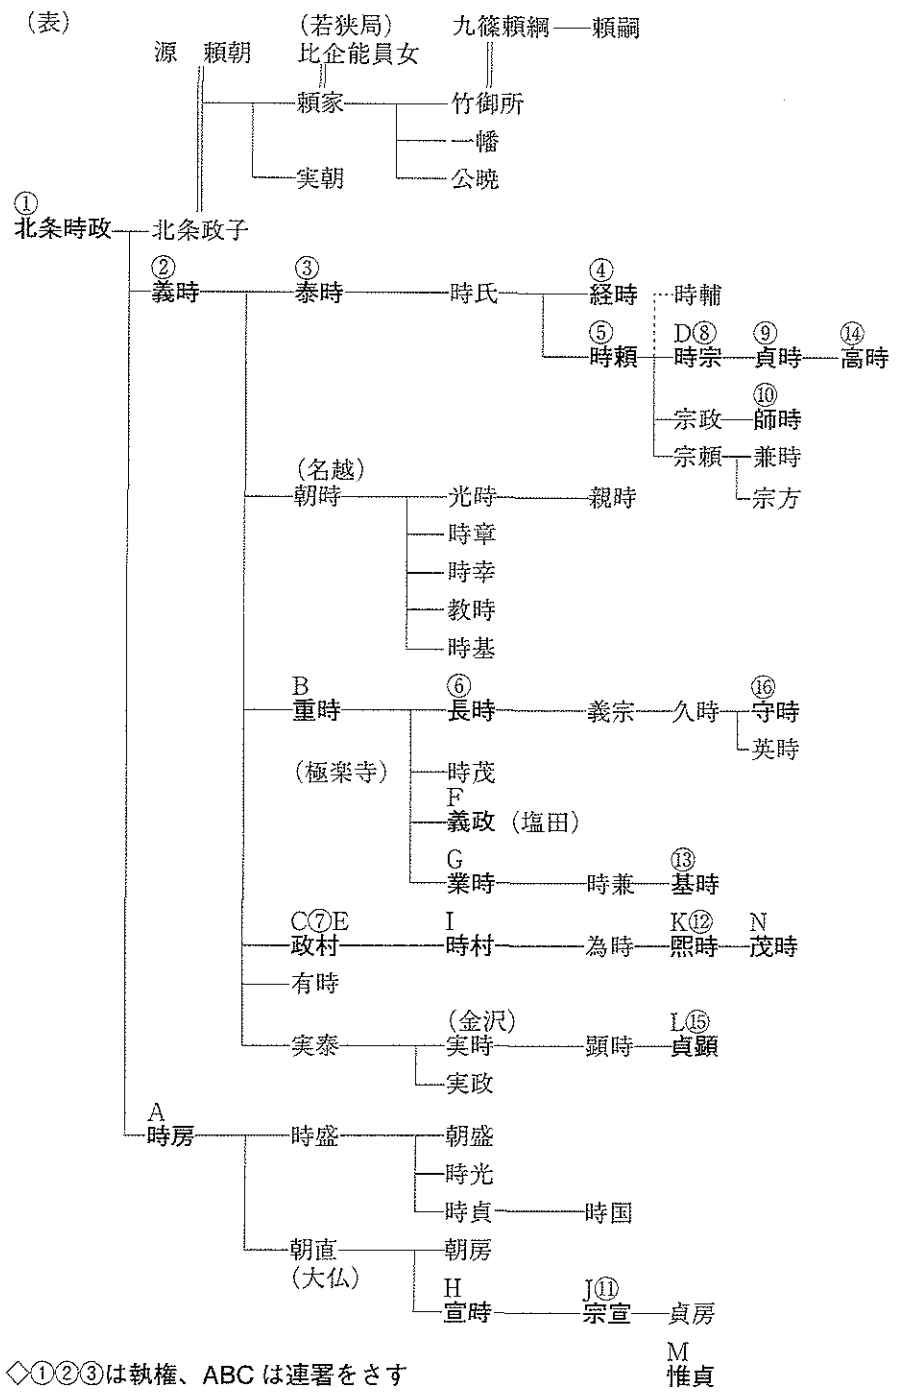 （表）
源　頼朝
（若狭局）
比企能員女
九篠頼綱
頼嗣
頼家
竹御所
一幡
実朝
公暁
①
北条時政
北条政子
②
義時
③
泰時
時氏
④
経時
時輔
⑤
時頼
D⑧
時宗
⑨
貞時
⑭
高時
宗政
⑩
師時
宗頼
兼時
宗方
（名越）
朝時
光時
親時
時章
時幸
教時
時基
B
重時
（極楽寺）
⑥
長時
義宗
久時
⑯
守時
英時
時茂
F
義政（塩田）
G
業時
時兼
⑬
基時
C⑦E
政村
I
時村
為時
K⑫
煕時
N
茂時
有時
実泰
（金沢）
実時
顕時
L⑮
貞顕
実政
A
時房
時盛
朝盛
時光
時貞
時国
朝直
（大仏）
朝房
H
宣時
J⑪
宗宣
貞房
M
惟貞
◇①②③は執権、ABCは連署をさす